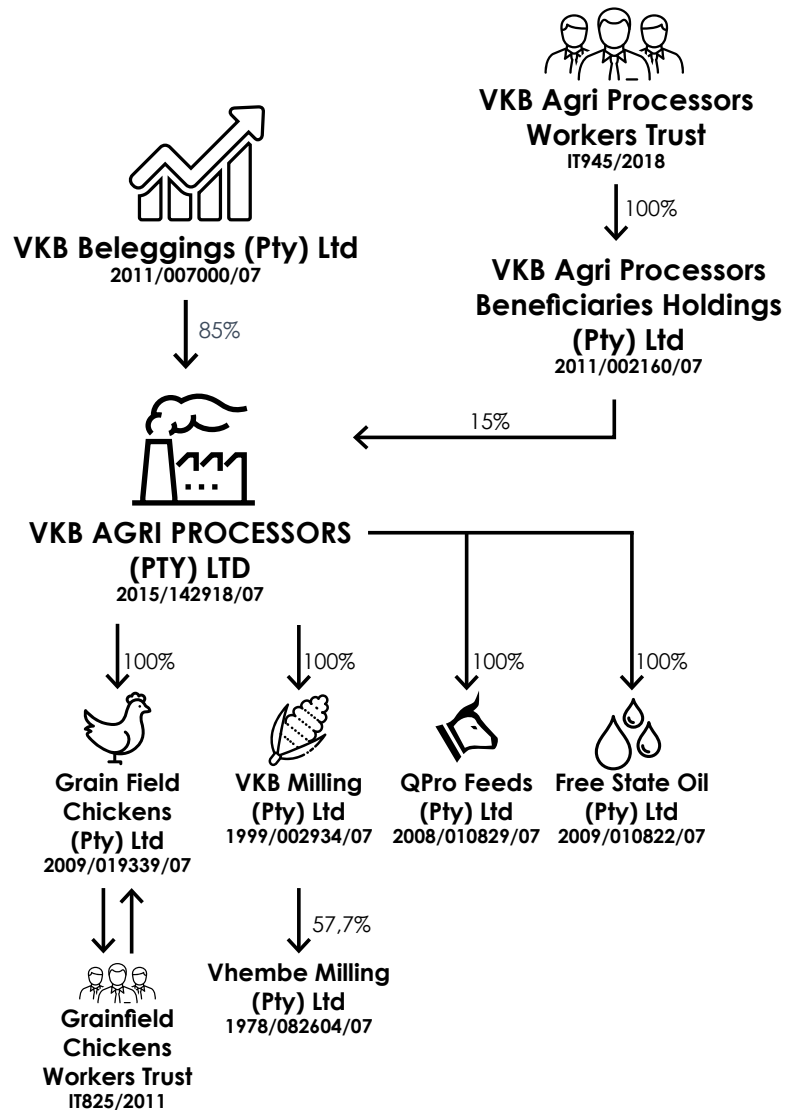 VKB Agri Processors
Workers Trust
IT945/2018
100%
VKB Beleggings (Pty) Ltd
2011/007000/07
85%
VKB Agri Processors
Beneficiaries Holdings
(Pty) Ltd
2011/002160/07
15%
VKB AGRI PROCESSORS
(PTY) LTD
2015/142918/07
100%
100%
100%
100%
Grain Field
Chickens
(Pty) Ltd
2009/019339/07
VKB Milling
(Pty) Ltd
1999/002934/07
QPro Feeds
(Pty) Ltd
2008/010829/07
Free State Oil
(Pty) Ltd
2009/010822/07
57,7%
Grainfield
Chickens
Workers Trust
IT825/2011
Vhembe Milling
(Pty) Ltd
1978/082604/07